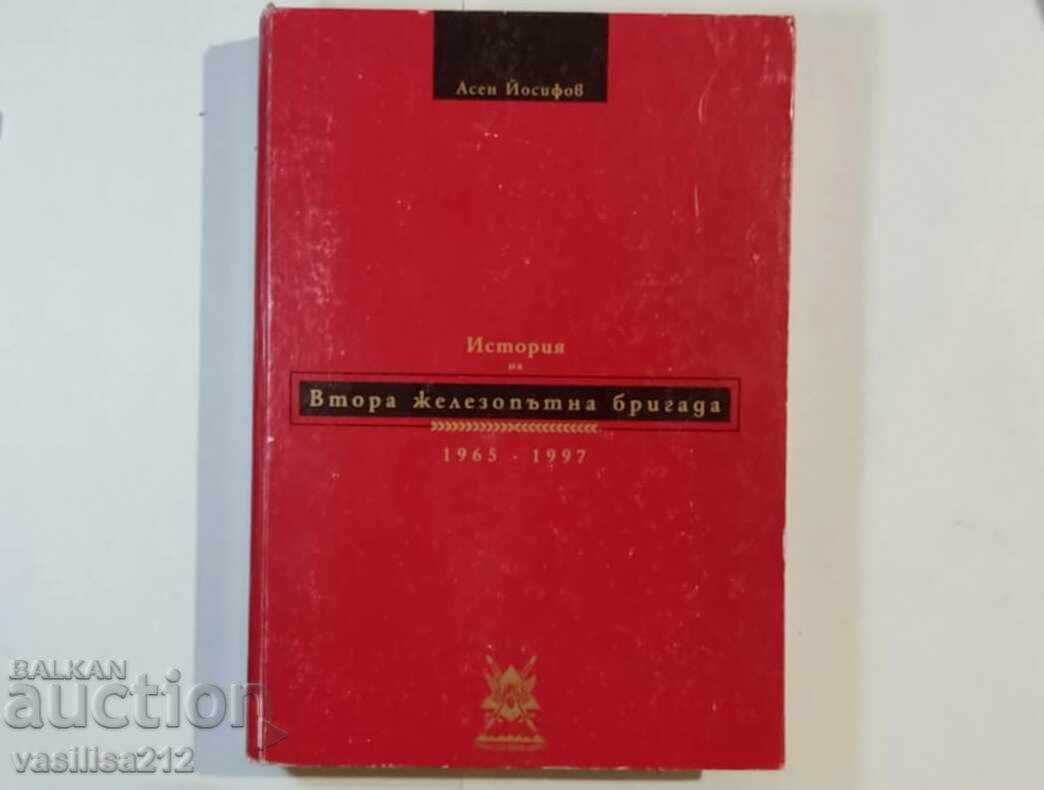 Асен Йосифов
История
на
Втора железопътна бригада
1965 - 1997
BALKAN
auction
vasilisa212